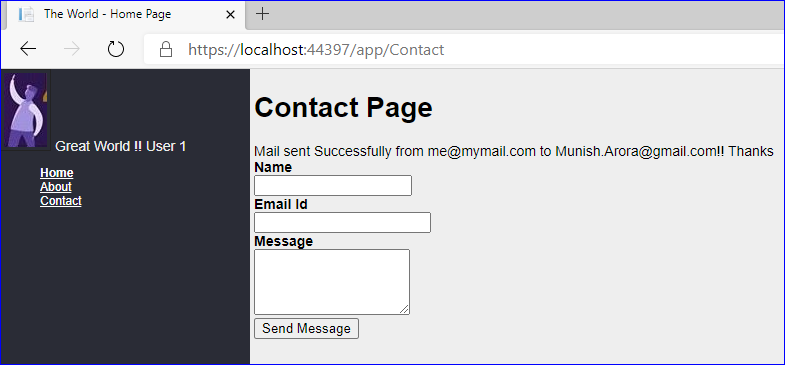 The World - Home Page
https://localhost:44397/app/Contact
Great World !! User 1
Home
About
Contact
Contact Page
Mail sent Successfully from me@mymail.com to Munish.Arora@gmail.com!! Thanks
Name
Email Id
Message
Send Message